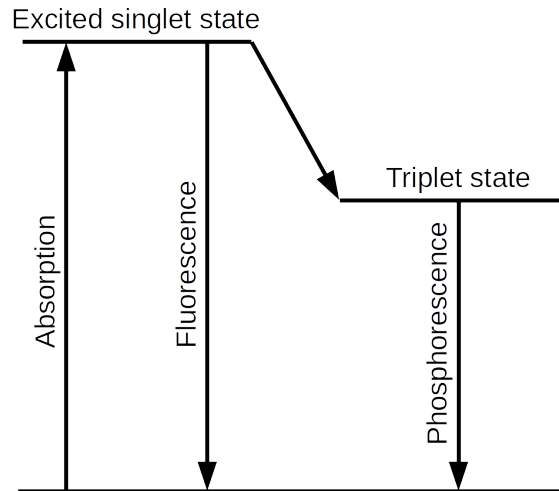 Excited singlet state
Triplet state
Absorption
Fluorescence
Phosphorescence